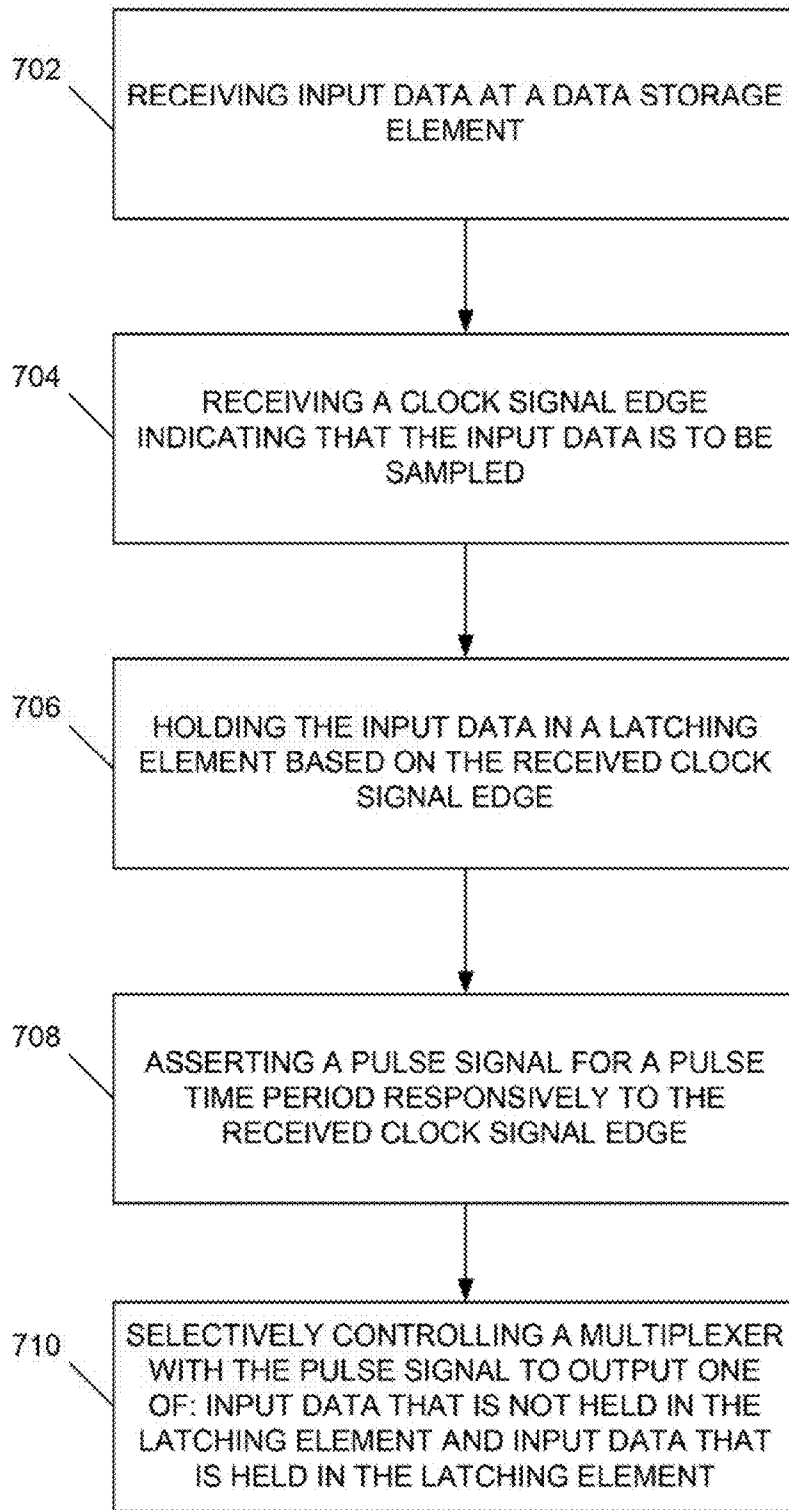 702
RECEIVING INPUT DATA AT A DATA STORAGE
ELEMENT
704
RECEIVING A CLOCK SIGNAL EDGE
INDICATING THAT THE INPUT DATA IS TO BE
SAMPLED
706
HOLDING THE INPUT DATA IN A LATCHING
ELEMENT BASED ON THE RECEIVED CLOCK
SIGNAL EDGE
708
ASSERTING A PULSE SIGNAL FOR A PULSE
TIME PERIOD RESPONSIVELY TO THE
RECEIVED CLOCK SIGNAL EDGE
710
SELECTIVELY CONTROLLING A MULTIPLEXER
WITH THE PULSE SIGNAL TO OUTPUT ONE
OF: INPUT DATA THAT IS NOT HELD IN THE
LATCHING ELEMENT AND INPUT DATA THAT
IS HELD IN THE LATCHING ELEMENT